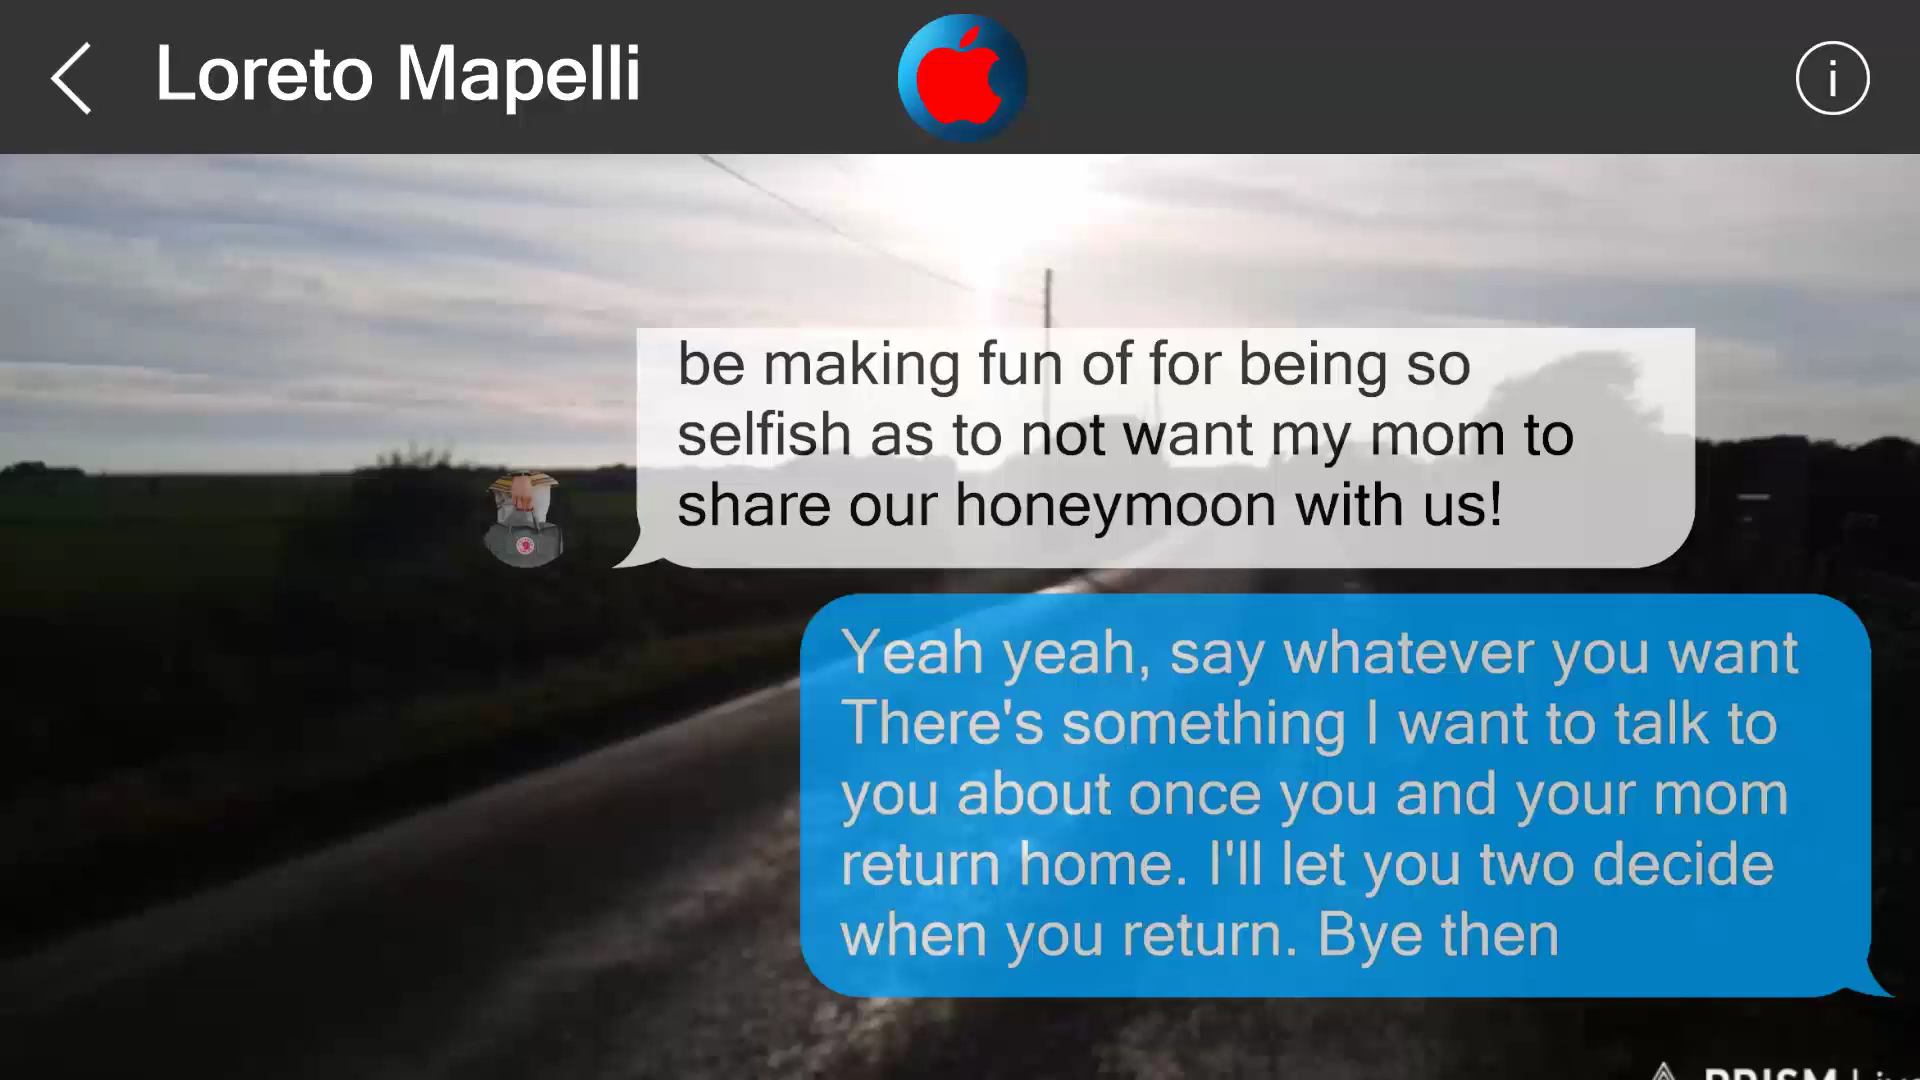 Loreto Mapelli
i
be making fun of for being so
selfish as to not want my mom to
share our honeymoon with us!
Yeah yeah, say whatever you want
There's something I want to talk to
you about once you and your mom
return home. I'll let you two decide
when you return. Bye then
PRISM Live